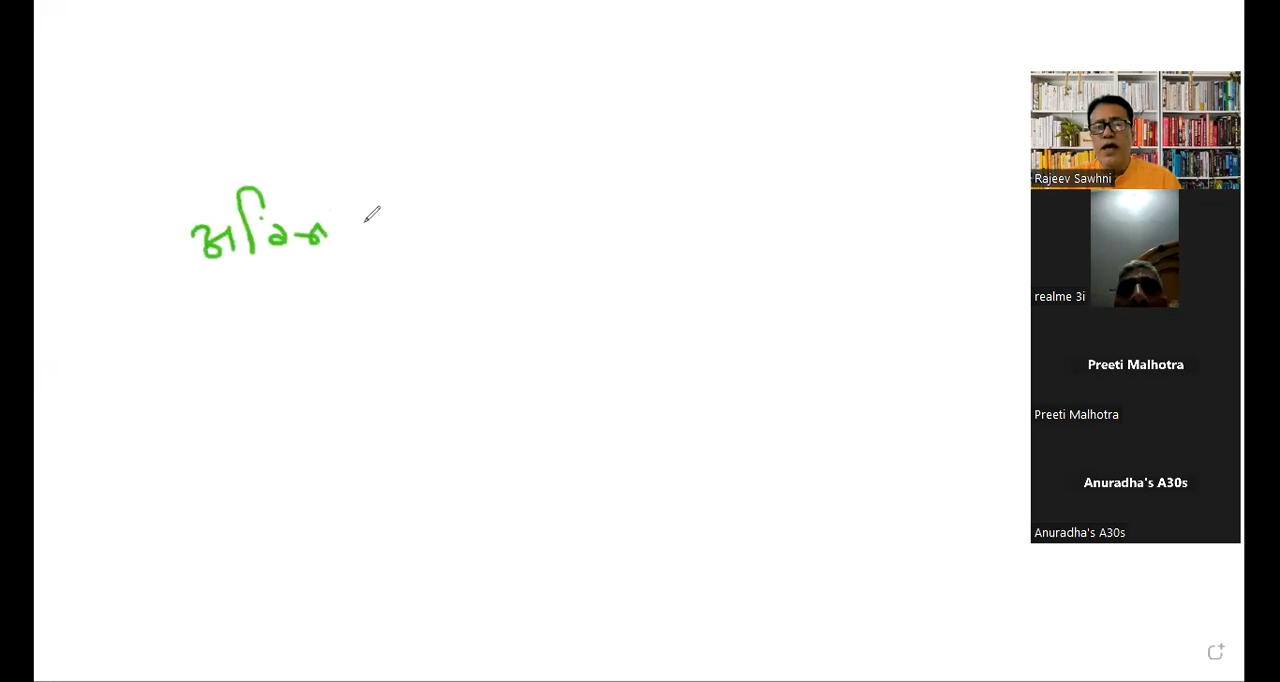 Rajeev Sawhni
realme 3i
Preeti Malhotra
Preeti Malhotra
Anuradha's A30s
Anuradha's A30s